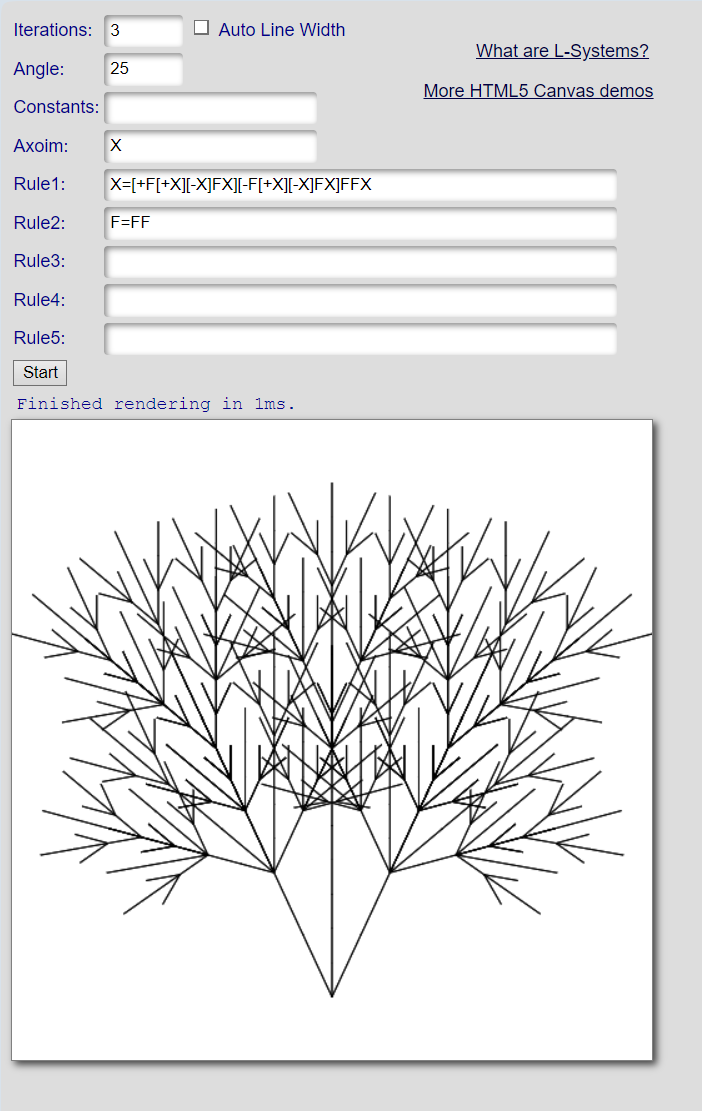 Iterations: 3 Auto Line Width
What are L-Systems?
Angle: 25
More HTML5 Canvas demos
Constants:
Axoim: X
Rule1: X=[+F[+X][-X]FX][-F[+X][-X]FX]FFX
Rule2: F=FF
Rule3:
Rule4:
Rule5:
Start
Finished rendering in 1ms.